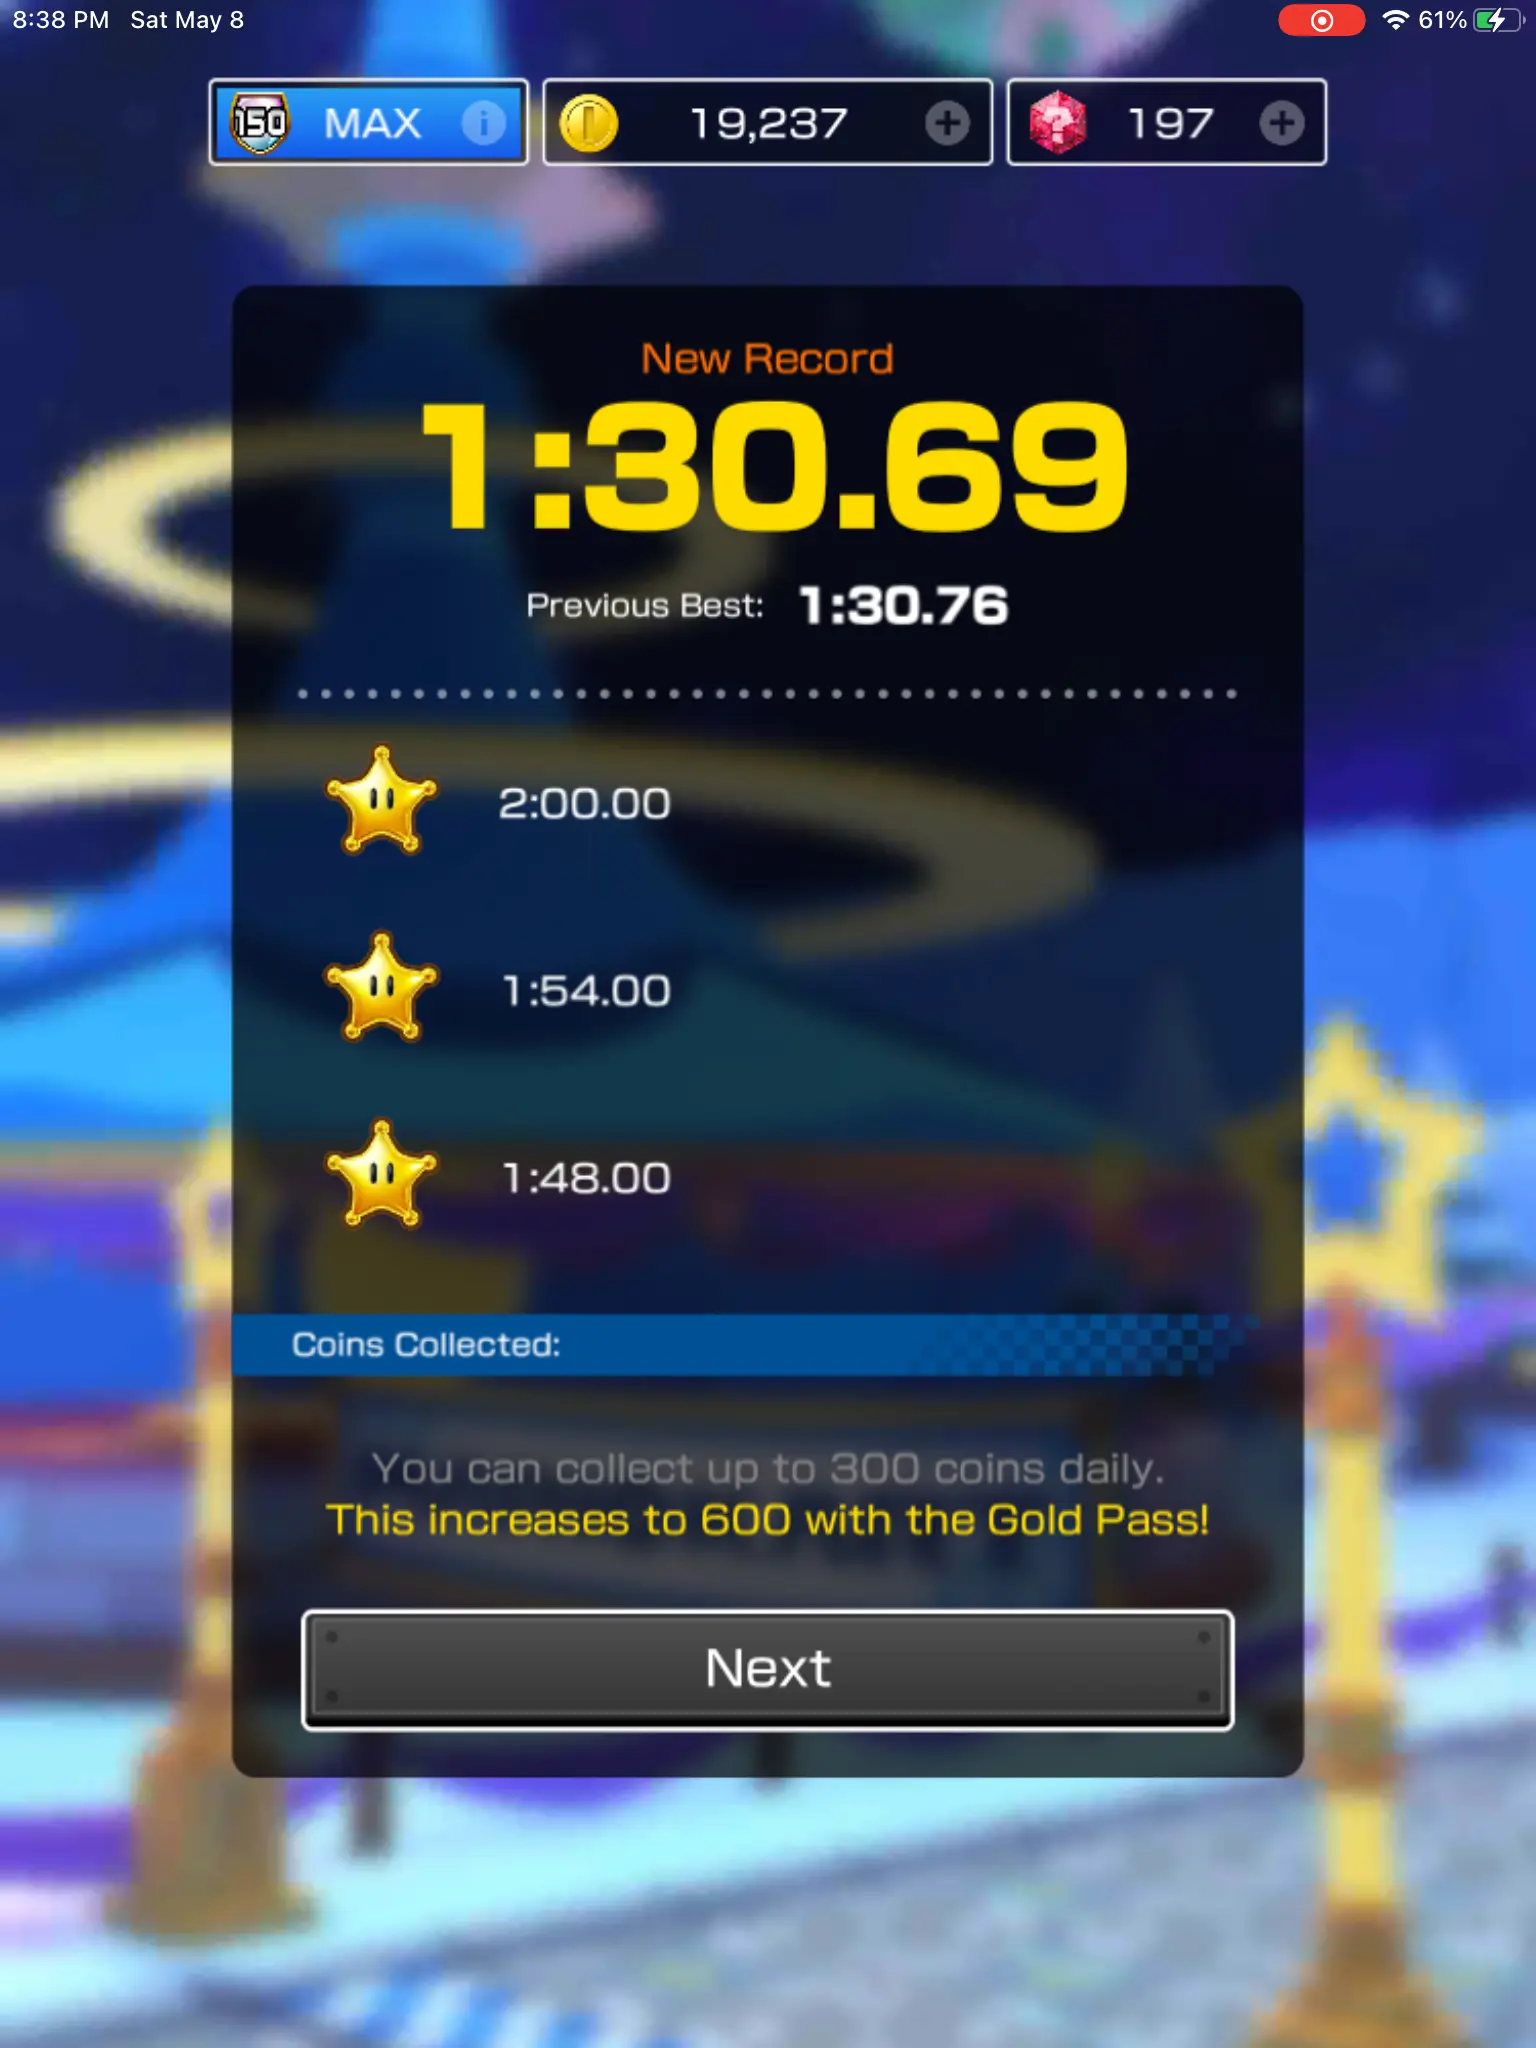 8:38 PM Sat May 8 61%
150 MAX i 19,237 + ? 197 +
New Record
1:30.69
Previous Best: 1:30.76
2:00.00
1:54.00
1:48.00
Coins Collected:
You can collect up to 300 coins daily.
This increases to 600 with the Gold Pass!
Next